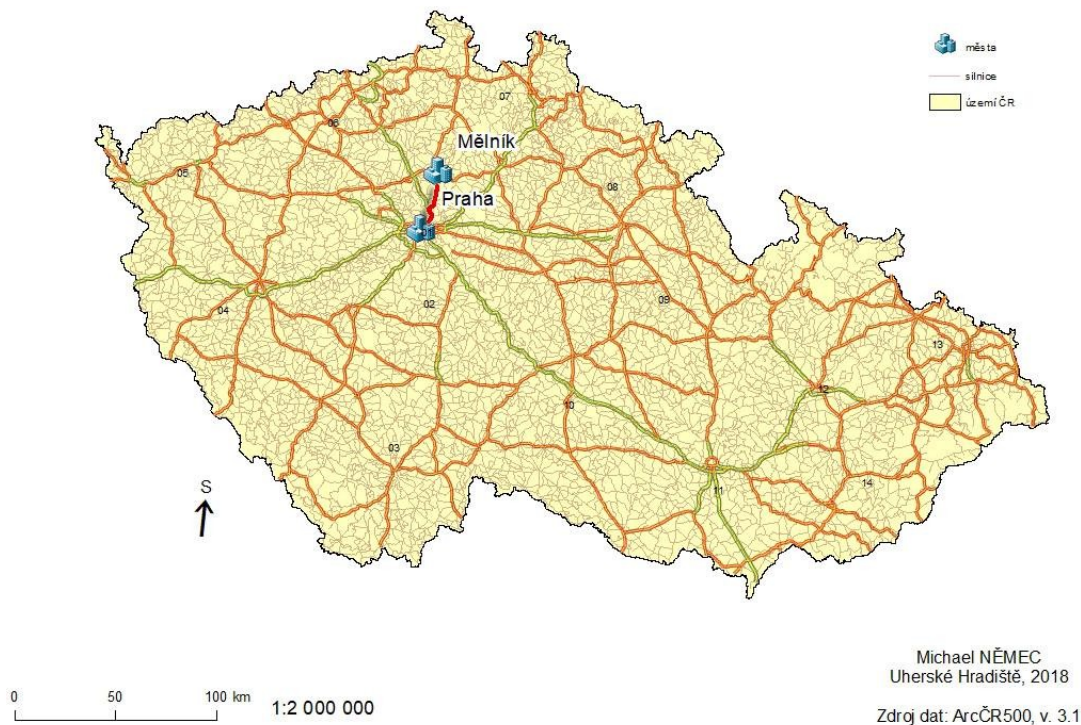 města
silnice
území ČR
07
06
Mělník
05
Praha
08
02
09
04
13
12
10
03
S
14
11
Michael NĚMEC
Uherské Hradiště, 2018
0 50 100 km
1:2 000 000
Zdroj dat: ArcČR500, v. 3.1